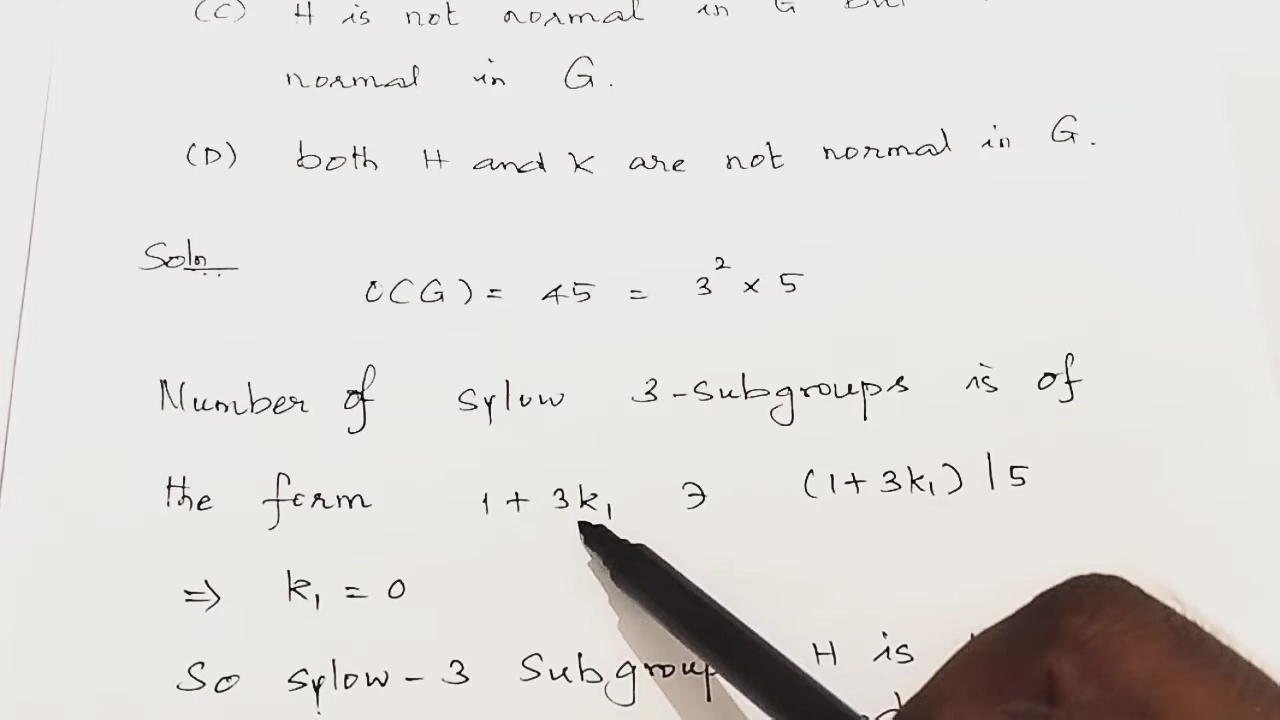 (C) H is not normal in G
normal in G.
(D) both H and K are not normal in G.
Soln
O(G) = 45 = 3² × 5
Number of sylow 3-subgroups is of
the form 1 + 3k₁ ∋ (1 + 3k₁) | 5
⇒ k₁ = 0
So sylow - 3 Subgroup H is